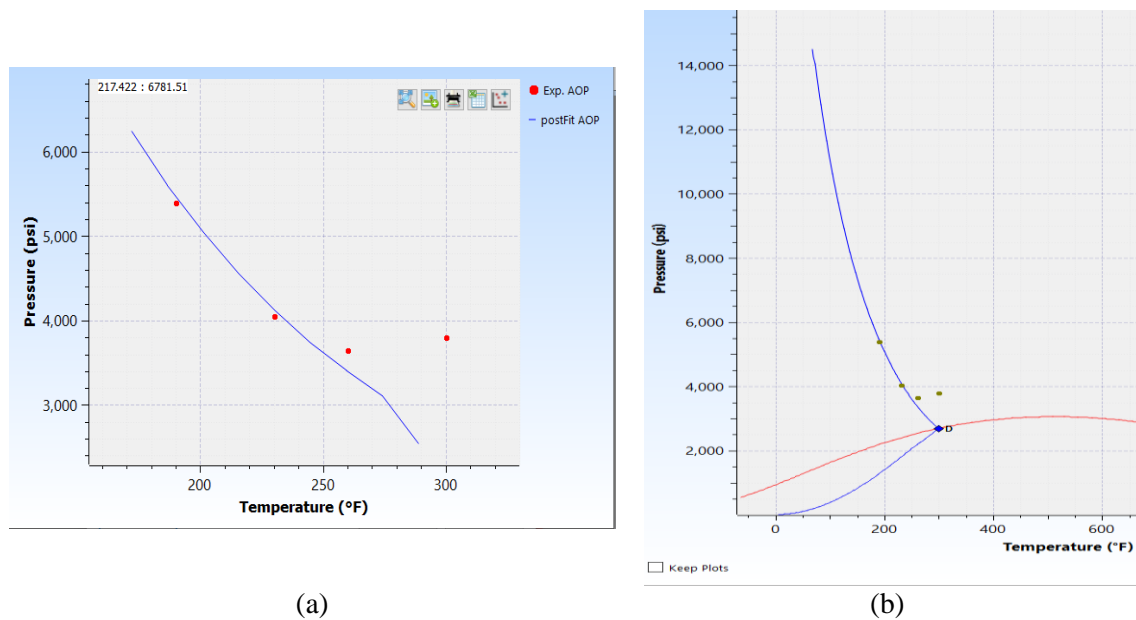 217.422 : 6781.51
Exp. AOP
postFit AOP
6,000
5,000
4,000
3,000
Pressure (psi)
200
250
300
Temperature (°F)
(a)
14,000
12,000
10,000
8,000
6,000
4,000
2,000
Pressure (psi)
D
0
200
400
600
Temperature (°F)
Keep Plots
(b)